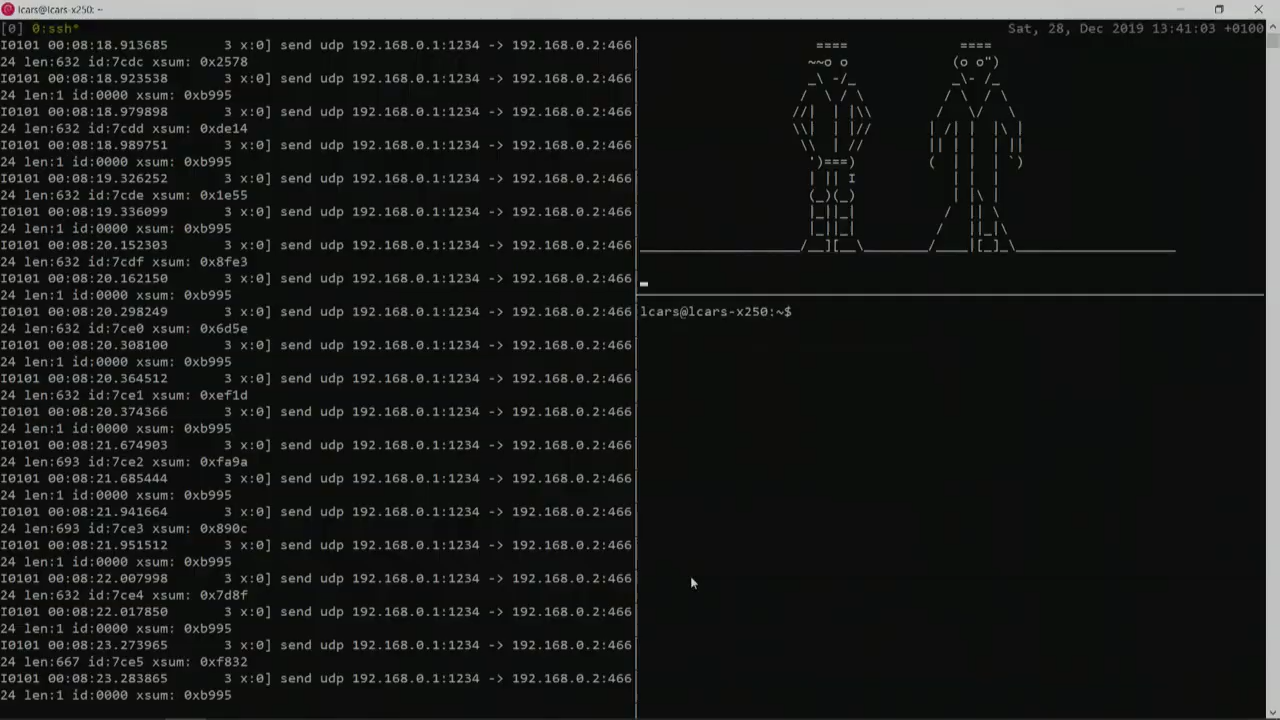 lcars@lcars-x250: ~
[0] 0:ssh*
Sat, 28, Dec 2019 13:41:03 +0100
I0101 00:08:18.913685       3 x:0] send udp 192.168.0.1:1234 -> 192.168.0.2:466
24 len:632 id:7cdc xsum: 0x2578
I0101 00:08:18.923538       3 x:0] send udp 192.168.0.1:1234 -> 192.168.0.2:466
24 len:1 id:0000 xsum: 0xb995
I0101 00:08:18.979898       3 x:0] send udp 192.168.0.1:1234 -> 192.168.0.2:466
24 len:632 id:7cdd xsum: 0xde14
I0101 00:08:18.989751       3 x:0] send udp 192.168.0.1:1234 -> 192.168.0.2:466
24 len:1 id:0000 xsum: 0xb995
I0101 00:08:19.326252       3 x:0] send udp 192.168.0.1:1234 -> 192.168.0.2:466
24 len:632 id:7cde xsum: 0x1e55
I0101 00:08:19.336099       3 x:0] send udp 192.168.0.1:1234 -> 192.168.0.2:466
24 len:1 id:0000 xsum: 0xb995
I0101 00:08:20.152303       3 x:0] send udp 192.168.0.1:1234 -> 192.168.0.2:466
24 len:632 id:7cdf xsum: 0x8fe3
I0101 00:08:20.162150       3 x:0] send udp 192.168.0.1:1234 -> 192.168.0.2:466
24 len:1 id:0000 xsum: 0xb995
I0101 00:08:20.298249       3 x:0] send udp 192.168.0.1:1234 -> 192.168.0.2:466
24 len:632 id:7ce0 xsum: 0x6d5e
I0101 00:08:20.308100       3 x:0] send udp 192.168.0.1:1234 -> 192.168.0.2:466
24 len:1 id:0000 xsum: 0xb995
I0101 00:08:20.364512       3 x:0] send udp 192.168.0.1:1234 -> 192.168.0.2:466
24 len:632 id:7ce1 xsum: 0xef1d
I0101 00:08:20.374366       3 x:0] send udp 192.168.0.1:1234 -> 192.168.0.2:466
24 len:1 id:0000 xsum: 0xb995
I0101 00:08:21.674903       3 x:0] send udp 192.168.0.1:1234 -> 192.168.0.2:466
24 len:693 id:7ce2 xsum: 0xfa9a
I0101 00:08:21.685444       3 x:0] send udp 192.168.0.1:1234 -> 192.168.0.2:466
24 len:1 id:0000 xsum: 0xb995
I0101 00:08:21.941664       3 x:0] send udp 192.168.0.1:1234 -> 192.168.0.2:466
24 len:693 id:7ce3 xsum: 0x890c
I0101 00:08:21.951512       3 x:0] send udp 192.168.0.1:1234 -> 192.168.0.2:466
24 len:1 id:0000 xsum: 0xb995
I0101 00:08:22.007998       3 x:0] send udp 192.168.0.1:1234 -> 192.168.0.2:466
24 len:632 id:7ce4 xsum: 0x7d8f
I0101 00:08:22.017850       3 x:0] send udp 192.168.0.1:1234 -> 192.168.0.2:466
24 len:1 id:0000 xsum: 0xb995
I0101 00:08:23.273965       3 x:0] send udp 192.168.0.1:1234 -> 192.168.0.2:466
24 len:667 id:7ce5 xsum: 0xf832
I0101 00:08:23.283865       3 x:0] send udp 192.168.0.1:1234 -> 192.168.0.2:466
24 len:1 id:0000 xsum: 0xb995
lcars@lcars-x250:~$